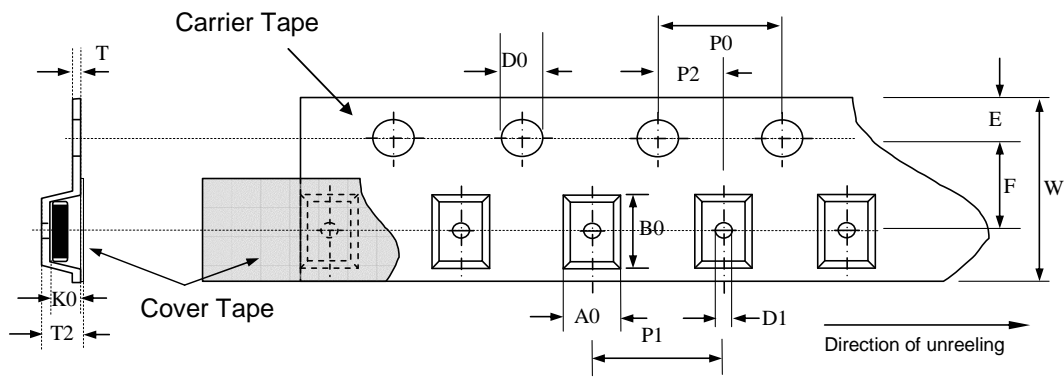 Carrier Tape
T
D0
P0
P2
E
F
W
B0
K0
Cover Tape
T2
A0
D1
P1
Direction of unreeling